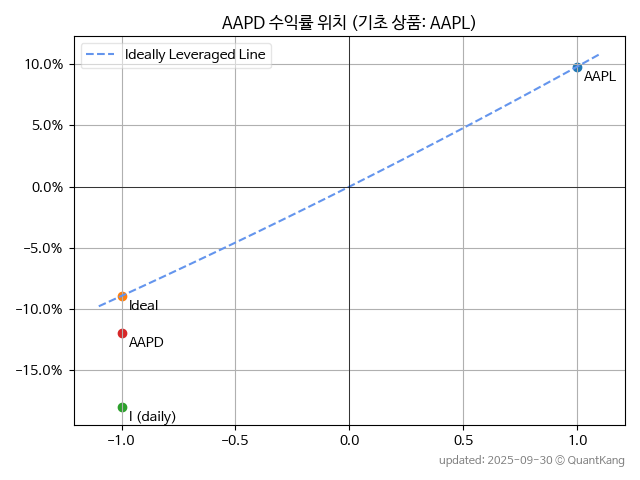 AAPD 수익률 위치 (기초 상품: AAPL)
Ideally Leveraged Line
10.0%
AAPL
5.0%
0.0%
−5.0%
−10.0%
Ideal
AAPD
−15.0%
I (daily)
−1.0 −0.5 0.0 0.5 1.0
updated: 2025-09-30 © QuantKang